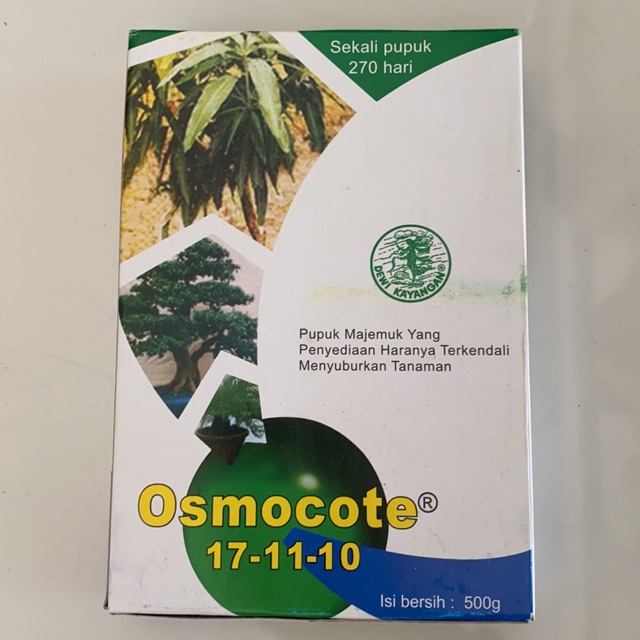 Sekali pupuk
270 hari
DEWI KAYANGAN®
Pupuk Majemuk Yang
Penyediaan Haranya Terkendali
Menyuburkan Tanaman
Osmocote®
17-11-10
Isi bersih : 500g